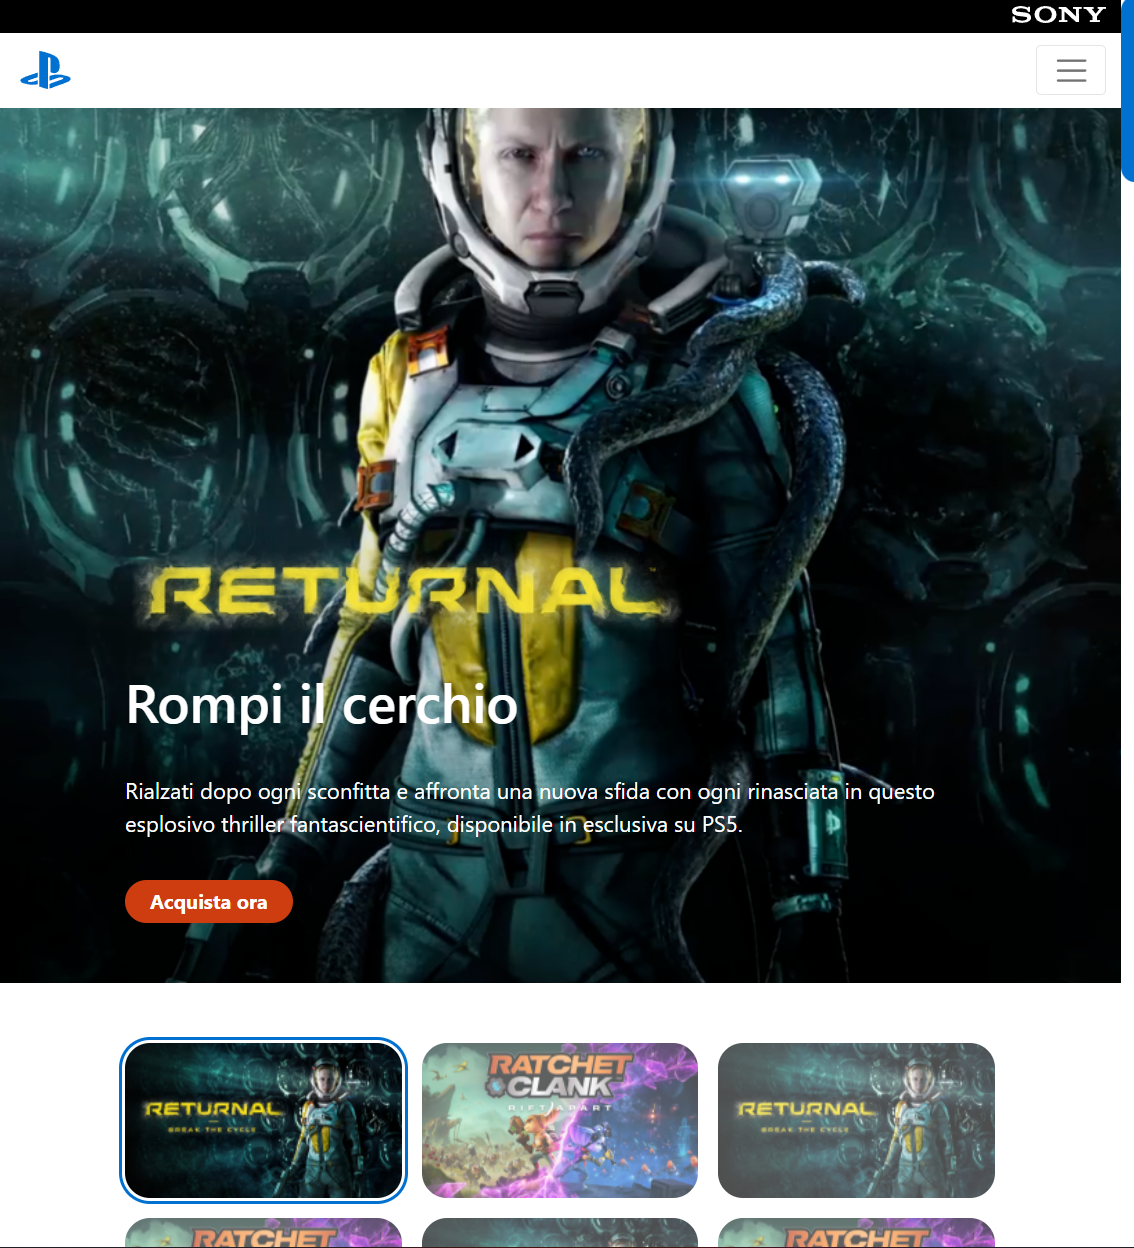 SONY
RETURNAL™
Rompi il cerchio
Rialzati dopo ogni sconfitta e affronta una nuova sfida con ogni rinasciata in questo
esplosivo thriller fantascientifico, disponibile in esclusiva su PS5.
Acquista ora
RETURNAL
BREAK THE CYCLE
RATCHET
CLANK
RIFT APART
RETURNAL
BREAK THE CYCLE
RATCHET
RATCHET